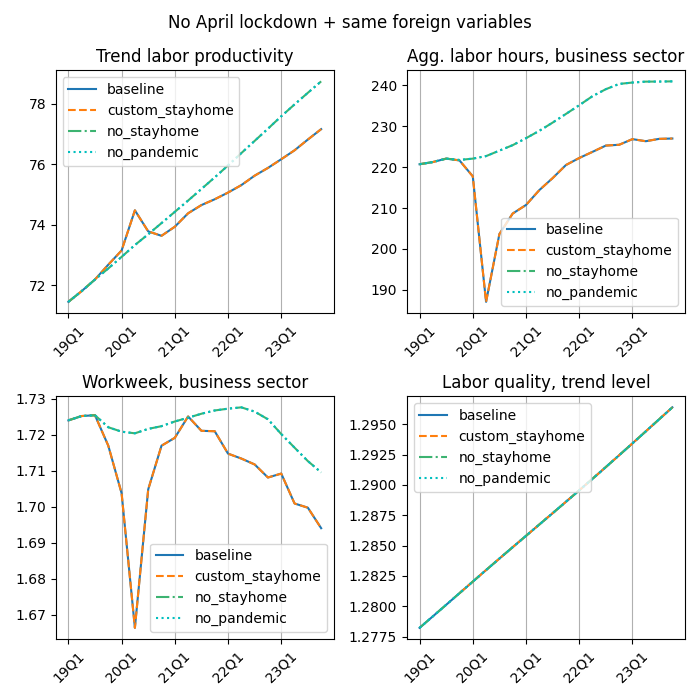 No April lockdown + same foreign variables
Trend labor productivity
78
76
74
72
baseline
custom_stayhome
no_stayhome
no_pandemic
19Q1
20Q1
21Q1
22Q1
23Q1
Agg. labor hours, business sector
240
230
220
210
200
190
baseline
custom_stayhome
no_stayhome
no_pandemic
19Q1
20Q1
21Q1
22Q1
23Q1
Workweek, business sector
1.73
1.72
1.71
1.70
1.69
1.68
1.67
baseline
custom_stayhome
no_stayhome
no_pandemic
19Q1
20Q1
21Q1
22Q1
23Q1
Labor quality, trend level
1.2950
1.2925
1.2900
1.2875
1.2850
1.2825
1.2800
1.2775
baseline
custom_stayhome
no_stayhome
no_pandemic
19Q1
20Q1
21Q1
22Q1
23Q1